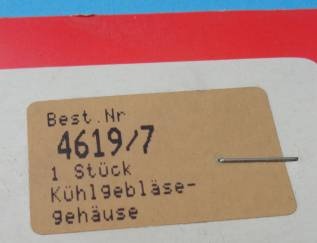 Best.Nr
4619/7
1 Stück
Kühlgebläse-
gehäuse